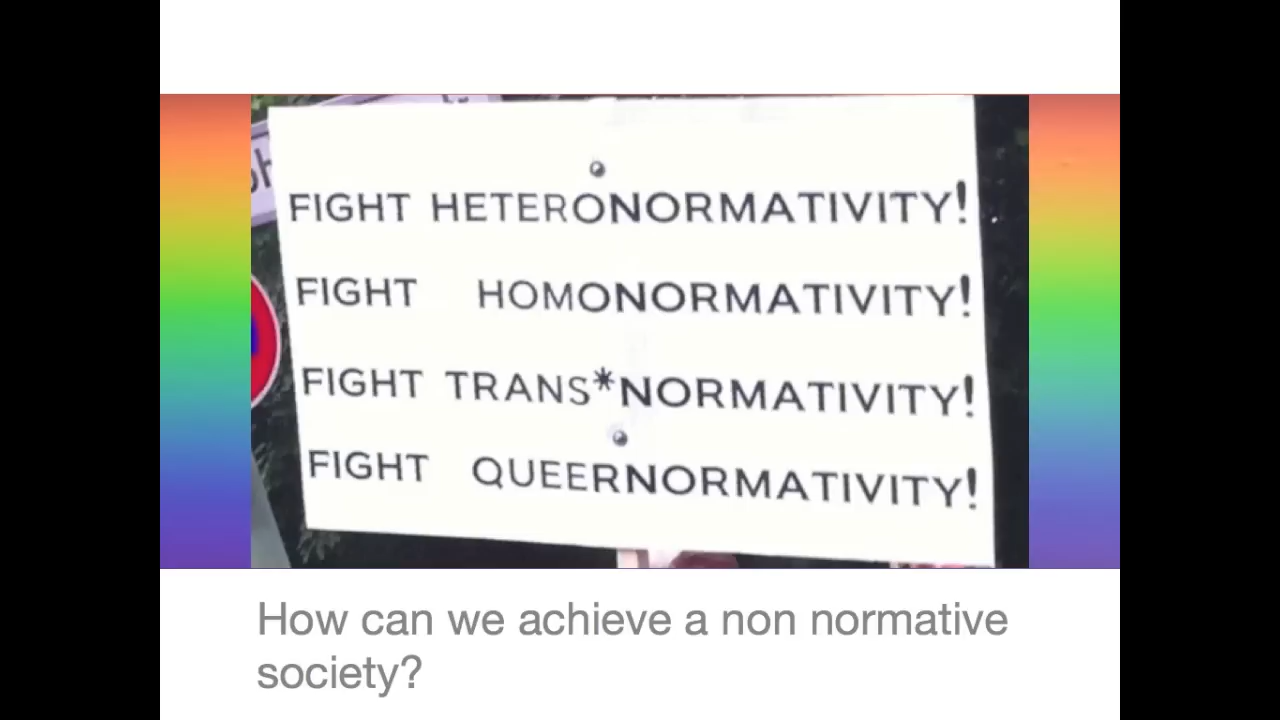 FIGHT HETERONORMATIVITY!
FIGHT HOMONORMATIVITY!
FIGHT TRANS*NORMATIVITY!
FIGHT QUEERNORMATIVITY!
How can we achieve a non normative
society?